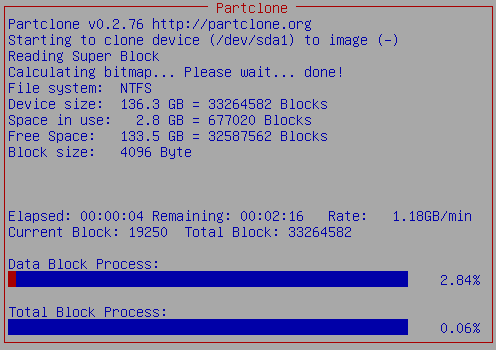 Partclone
Partclone v0.2.76 http://partclone.org
Starting to clone device (/dev/sda1) to image (-)
Reading Super Block
Calculating bitmap... Please wait... done!
File system:  NTFS
Device size:  136.3 GB = 33264582 Blocks
Space in use:   2.8 GB = 677020 Blocks
Free Space:   133.5 GB = 32587562 Blocks
Block size:   4096 Byte
Elapsed: 00:00:04 Remaining: 00:02:16   Rate:   1.18GB/min
Current Block: 19250  Total Block: 33264582
Data Block Process:
2.84%
Total Block Process:
0.06%